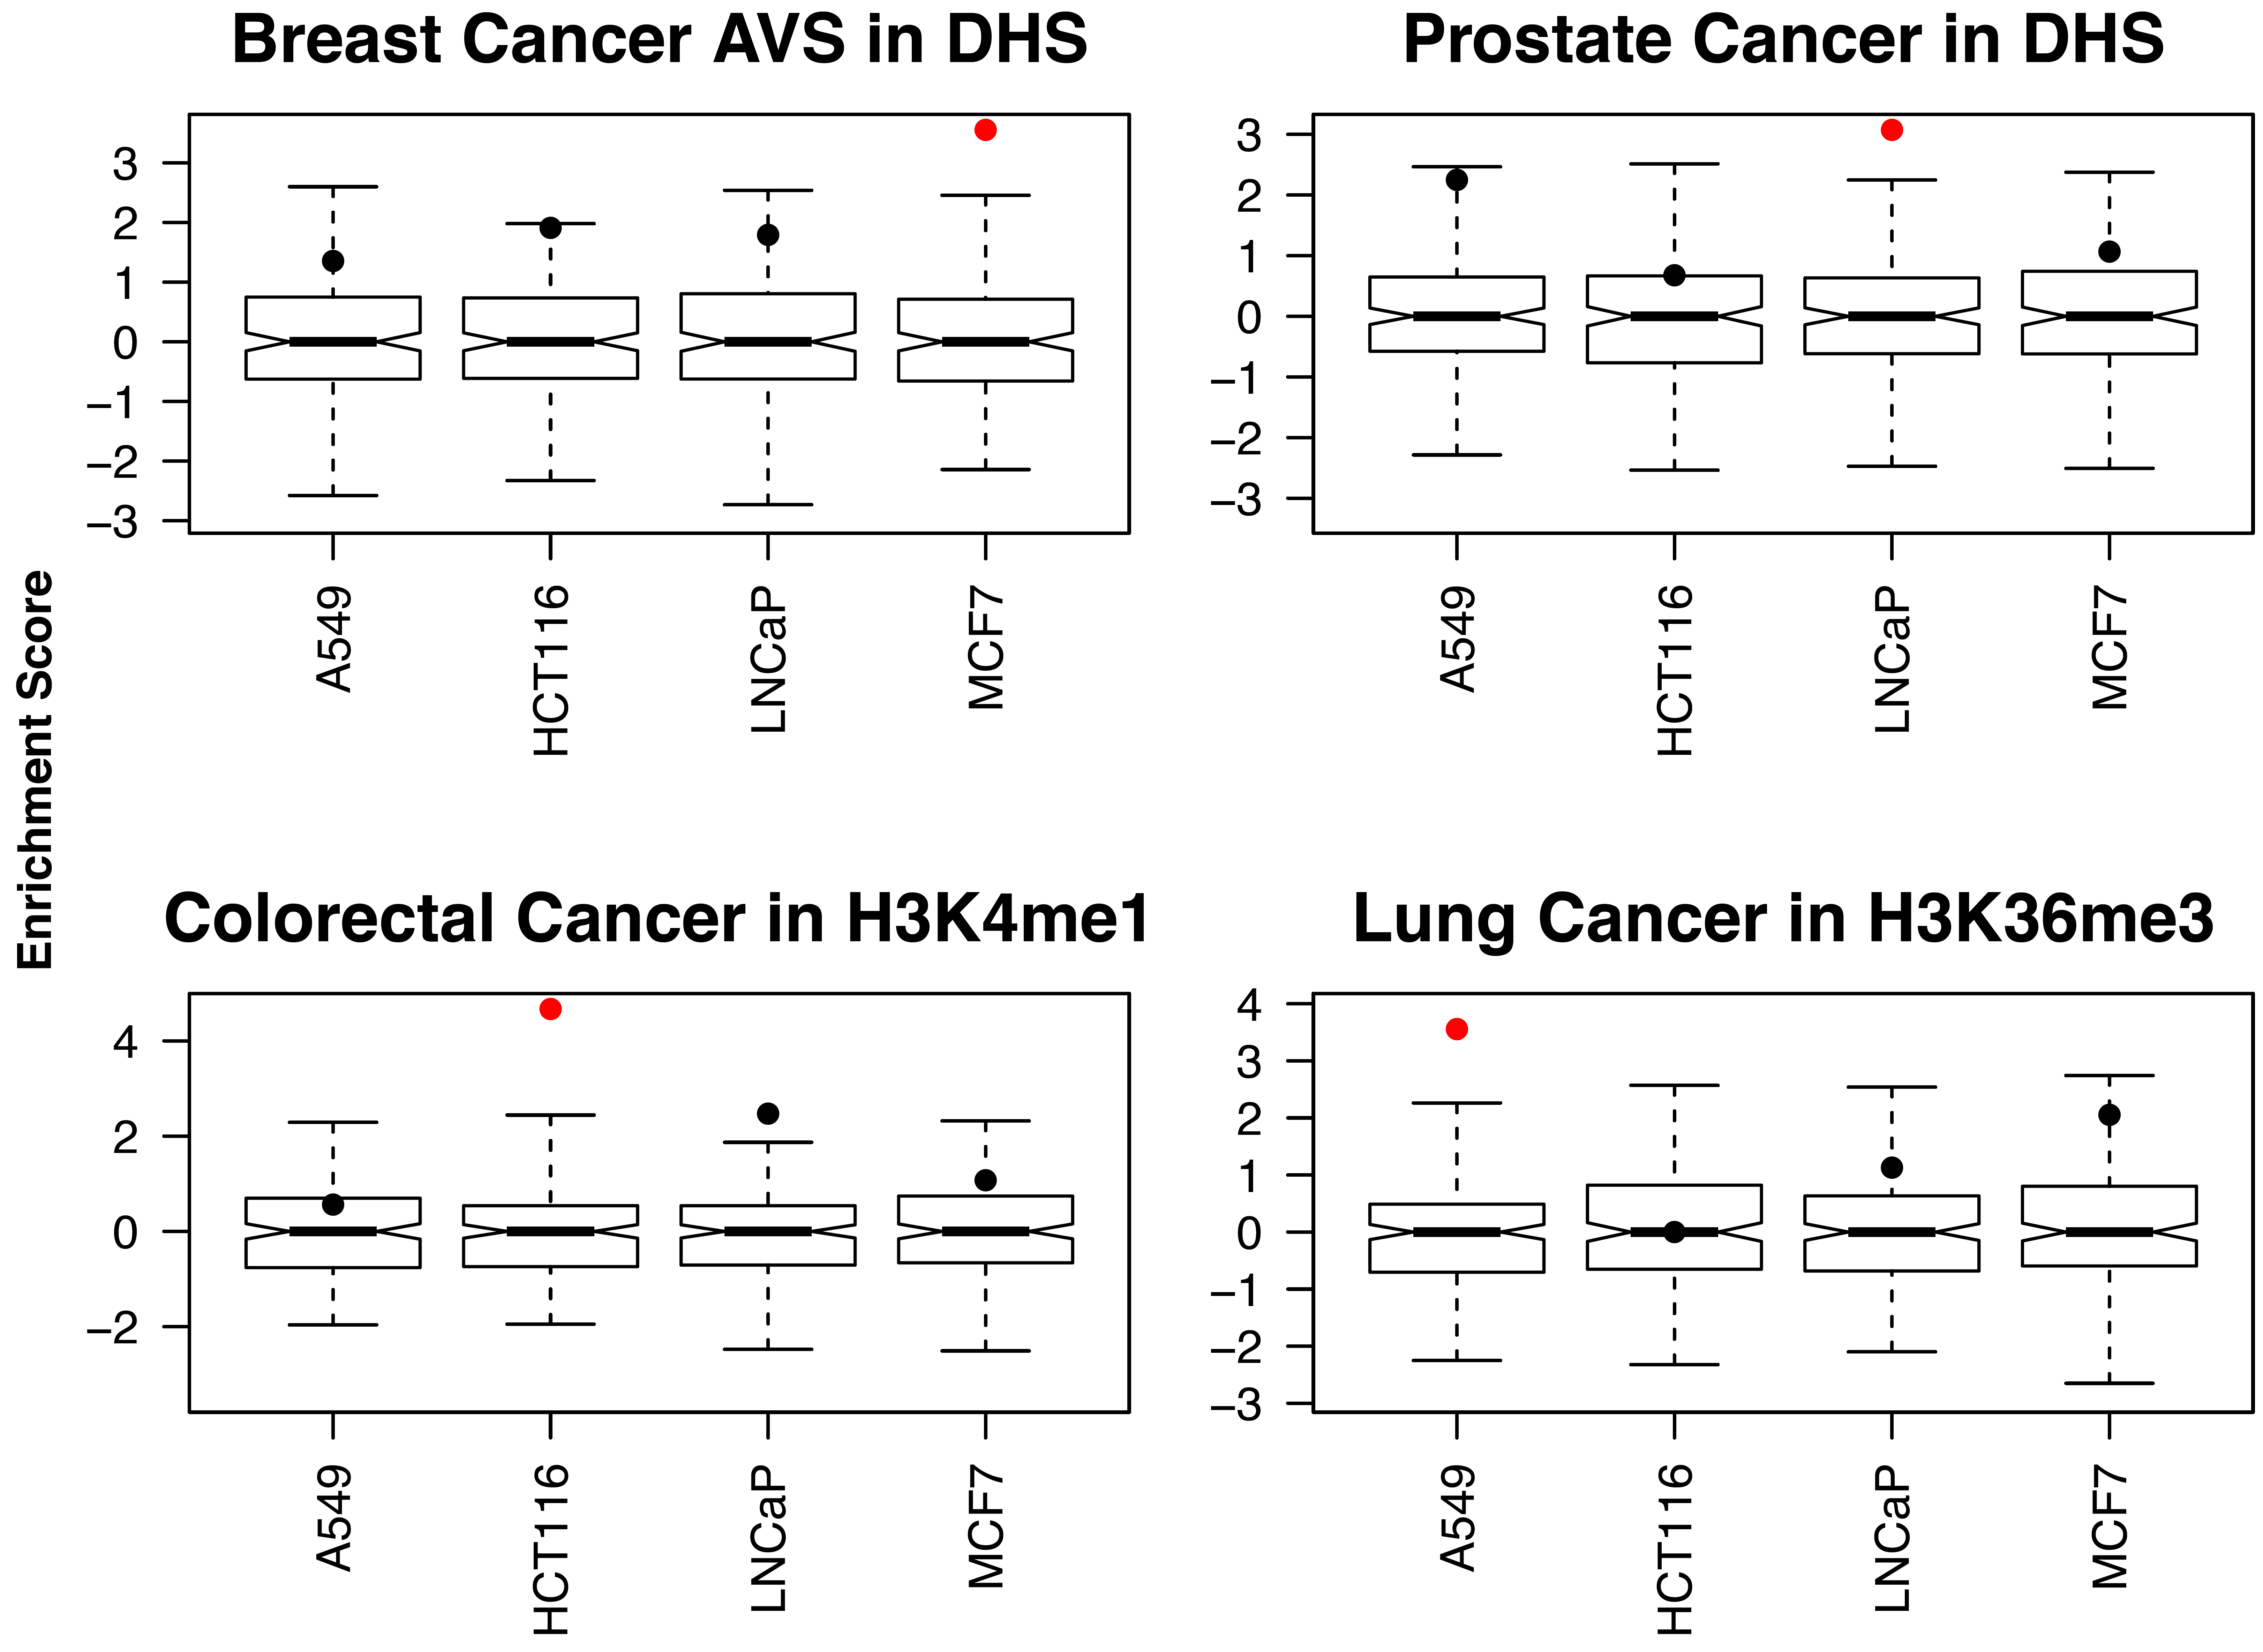 Breast Cancer AVS in DHS
3
2
1
0
−1
−2
−3
A549
HCT116
LNCaP
MCF7
Prostate Cancer in DHS
3
2
1
0
−1
−2
−3
A549
HCT116
LNCaP
MCF7
Enrichment Score
Colorectal Cancer in H3K4me1
4
2
0
−2
A549
HCT116
LNCaP
MCF7
Lung Cancer in H3K36me3
4
3
2
1
0
−1
−2
−3
A549
HCT116
LNCaP
MCF7